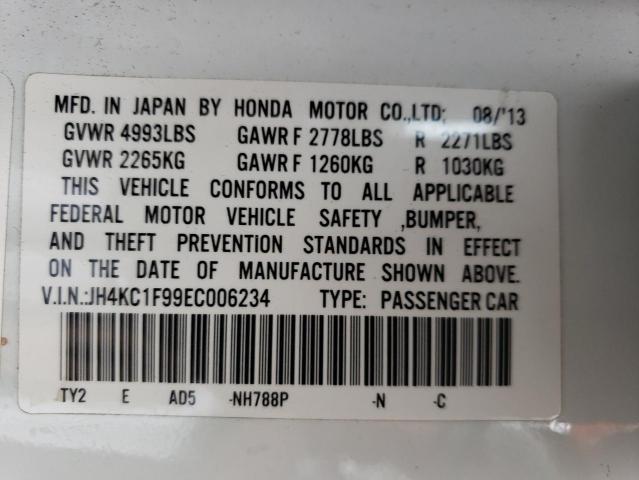 MFD. IN JAPAN BY HONDA MOTOR CO.,LTD; 08/'13
GVWR 4993LBS GAWR F 2778LBS R 2271LBS
GVWR 2265KG GAWR F 1260KG R 1030KG
THIS VEHICLE CONFORMS TO ALL APPLICABLE
FEDERAL MOTOR VEHICLE SAFETY ,BUMPER,
AND THEFT PREVENTION STANDARDS IN EFFECT
ON THE DATE OF MANUFACTURE SHOWN ABOVE.
V.I.N.:JH4KC1F99EC006234 TYPE: PASSENGER CAR
TY2 E AD5 -NH788P -N -C